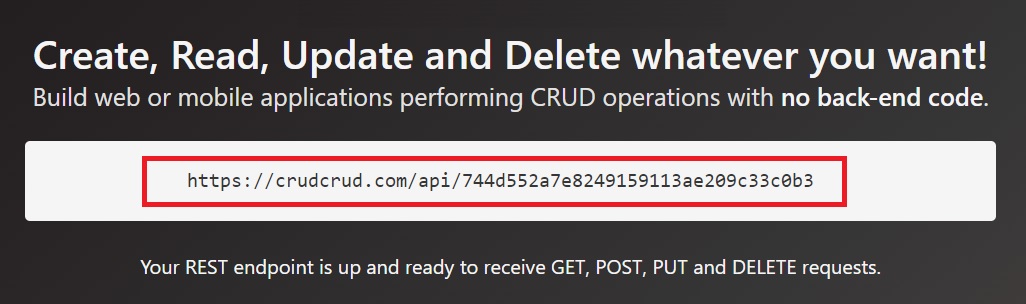 Create, Read, Update and Delete whatever you want!
Build web or mobile applications performing CRUD operations with no back-end code.
https://crudcrud.com/api/744d552a7e8249159113ae209c33c0b3
Your REST endpoint is up and ready to receive GET, POST, PUT and DELETE requests.